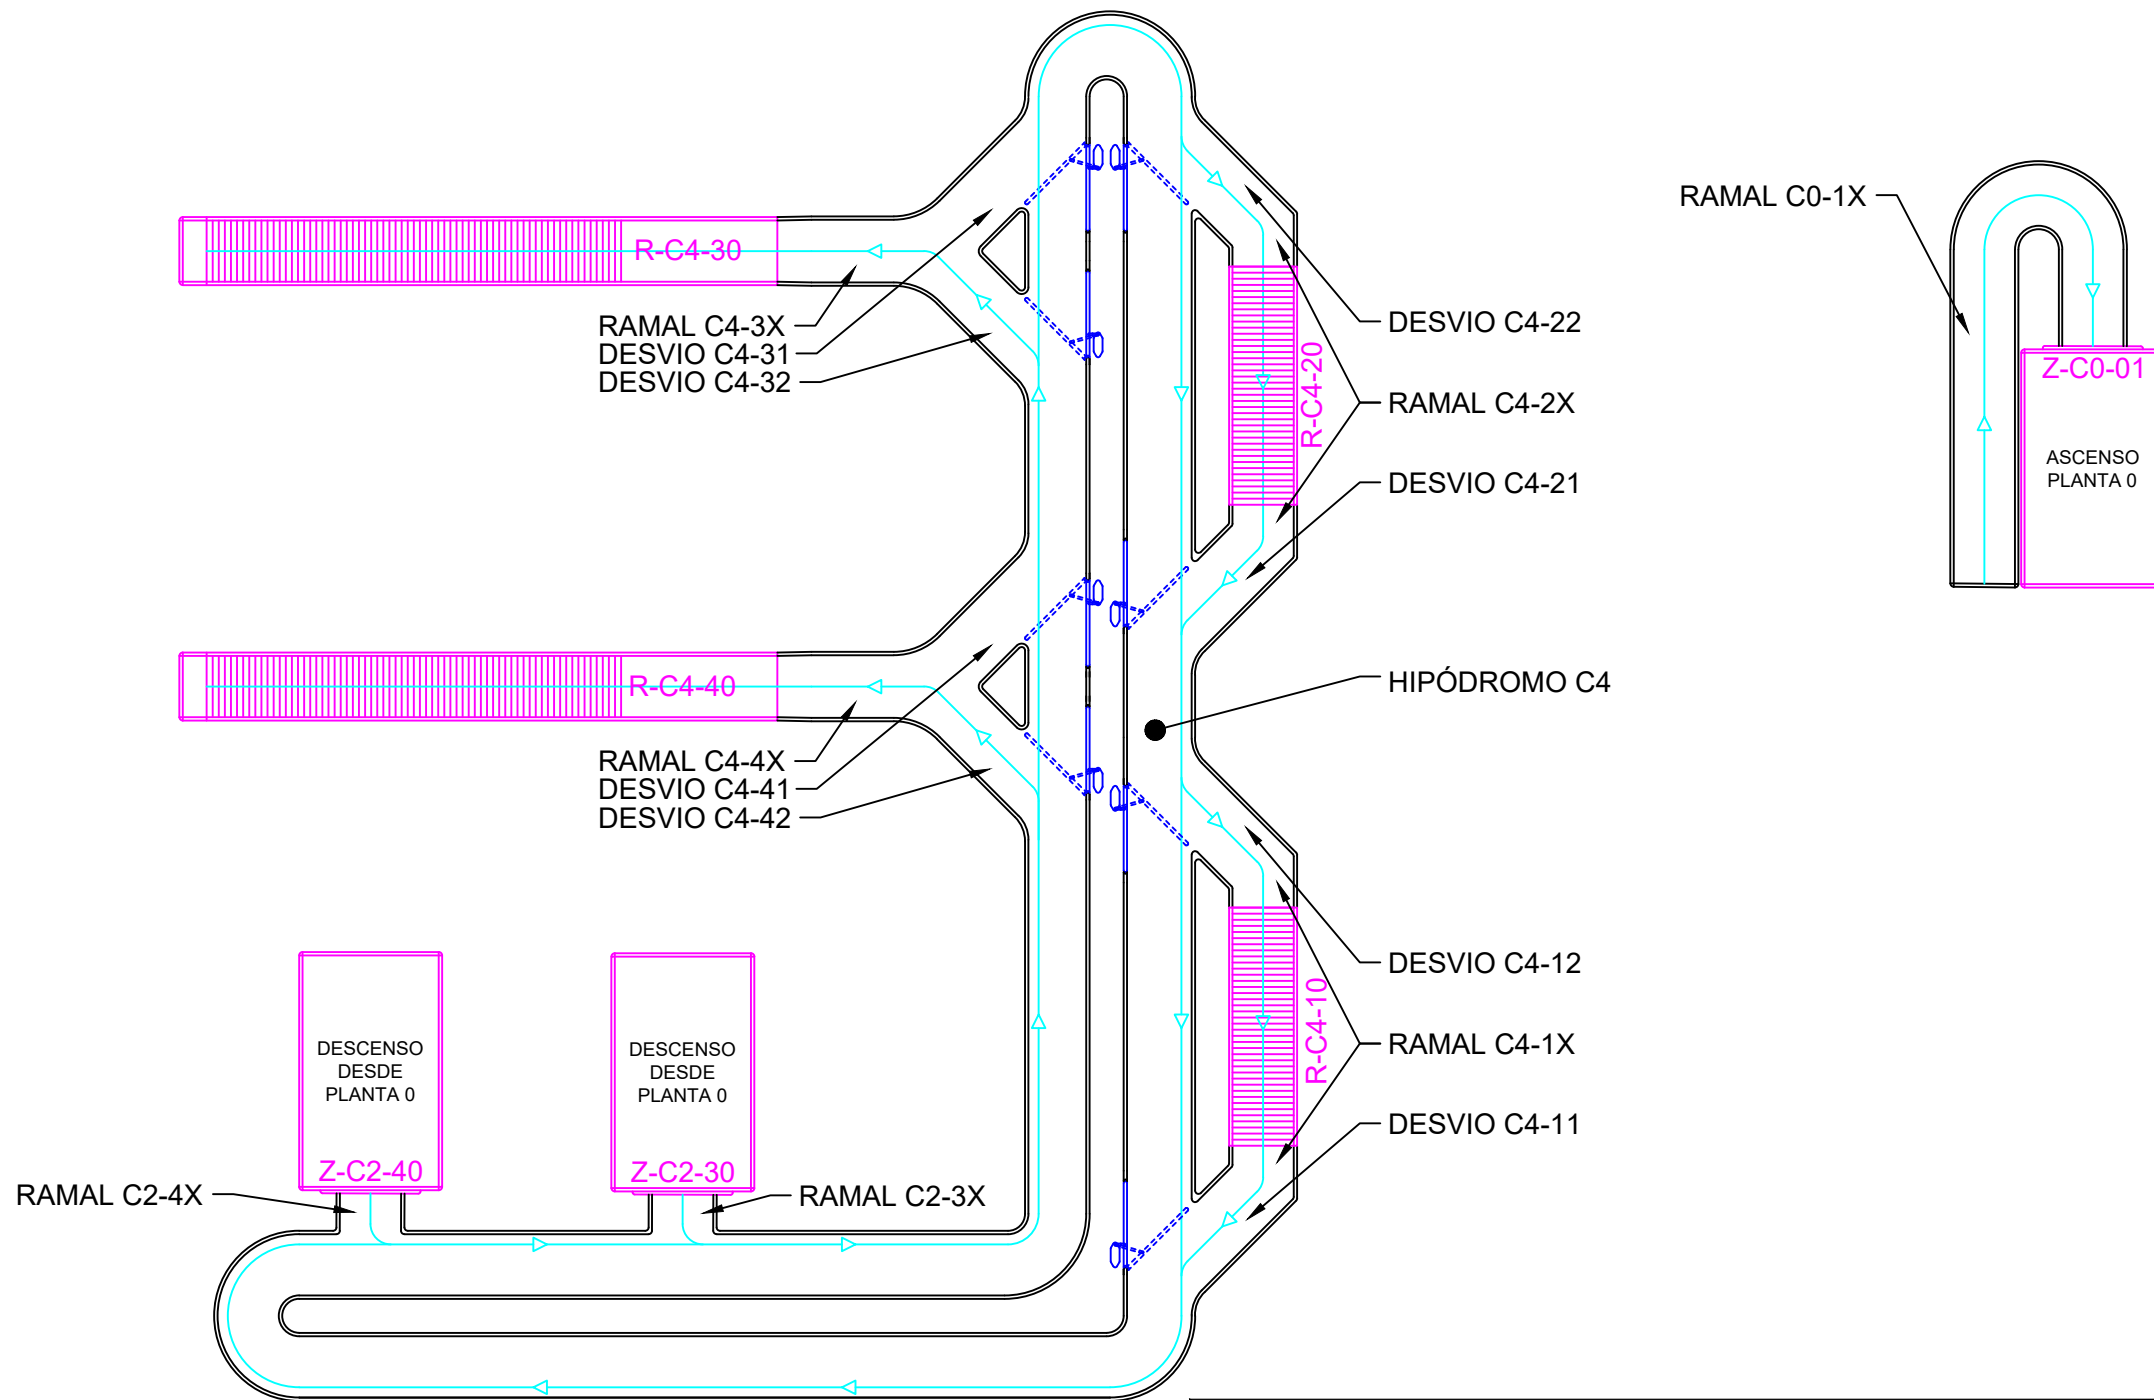 RAMAL C0-1X
R-C4-30
RAMAL C4-3X
DESVIO C4-31
DESVIO C4-32
DESVIO C4-22
R-C4-20
RAMAL C4-2X
DESVIO C4-21
Z-C0-01
ASCENSO
PLANTA 0
R-C4-40
HIPÓDROMO C4
RAMAL C4-4X
DESVIO C4-41
DESVIO C4-42
DESVIO C4-12
R-C4-10
RAMAL C4-1X
DESVIO C4-11
DESCENSO
DESDE
PLANTA 0
Z-C2-40
DESCENSO
DESDE
PLANTA 0
Z-C2-30
RAMAL C2-4X
RAMAL C2-3X